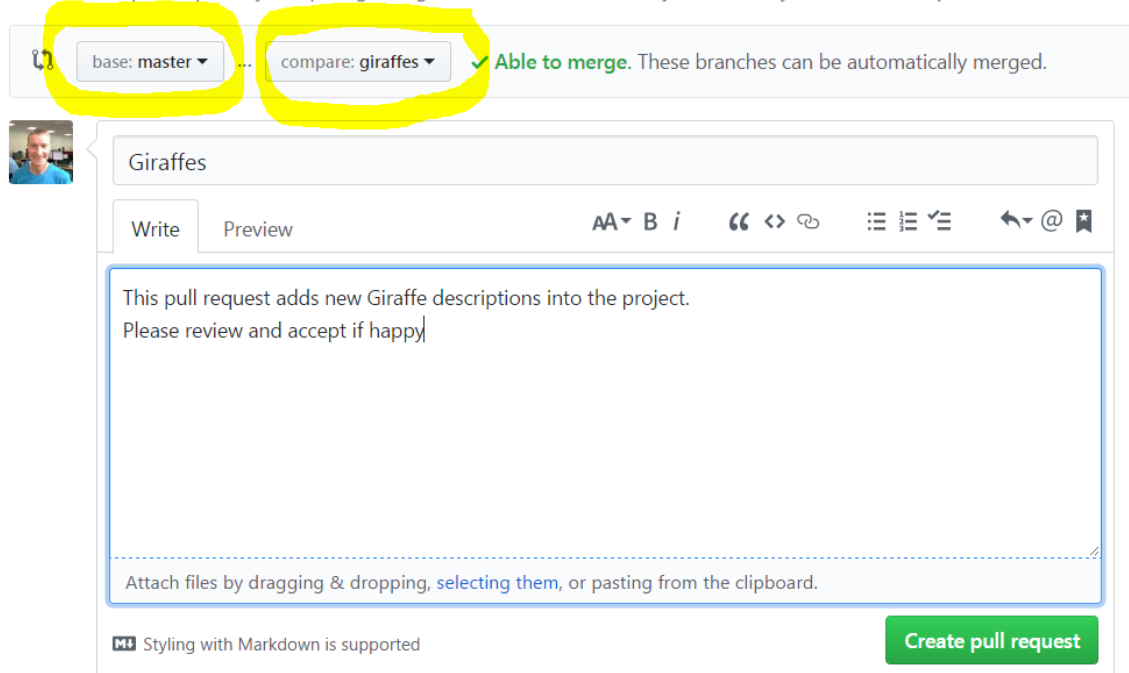 base: master ... compare: giraffes Able to merge. These branches can be automatically merged.
Giraffes
Write Preview AA B i
This pull request adds new Giraffe descriptions into the project.
Please review and accept if happy
Attach files by dragging & dropping, selecting them, or pasting from the clipboard.
M Styling with Markdown is supported
Create pull request